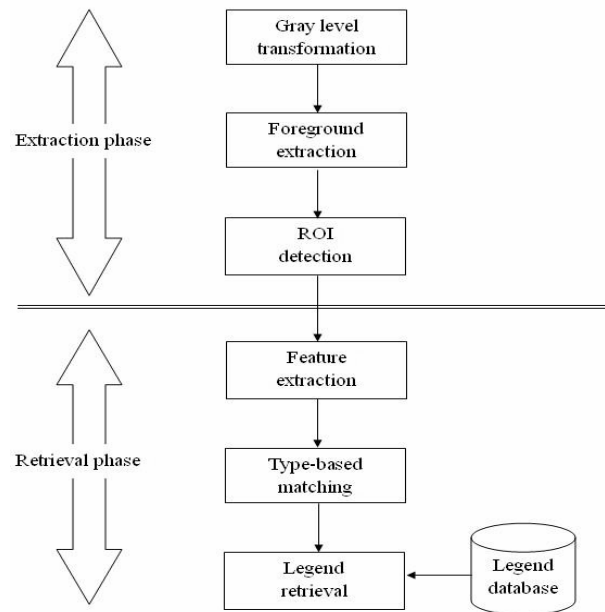 Gray level
transformation
Foreground
extraction
Extraction phase
ROI
detection
Feature
extraction
Retrieval phase
Type-based
matching
Legend
retrieval
Legend
database